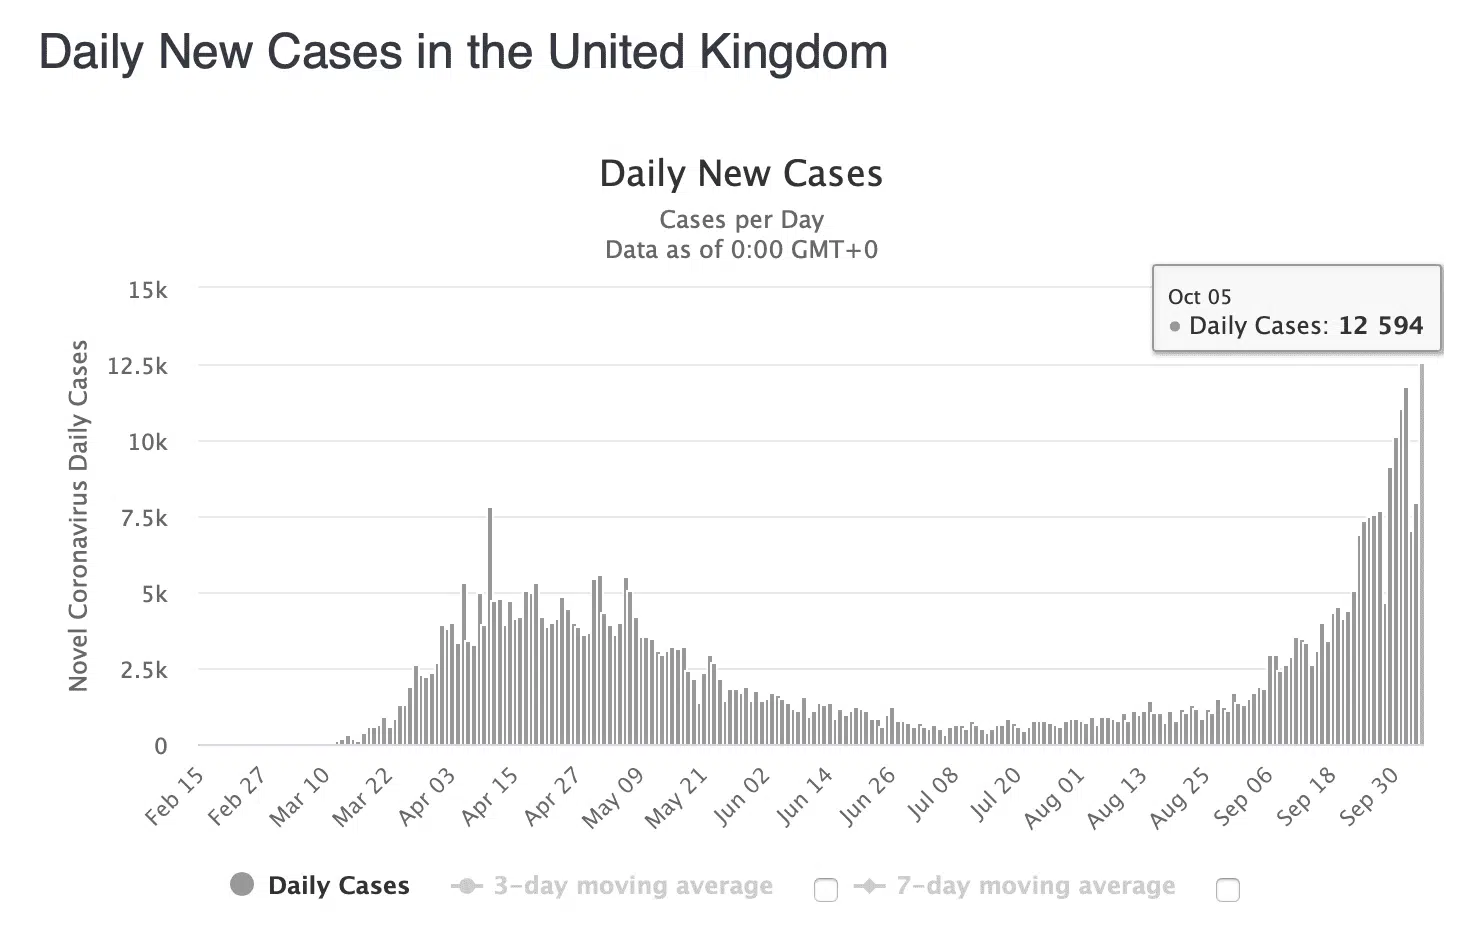 Daily New Cases in the United Kingdom
Daily New Cases
Cases per Day
Data as of 0:00 GMT+0
Oct 05
Daily Cases: 12 594
Novel Coronavirus Daily Cases
15k
12.5k
10k
7.5k
5k
2.5k
0
Feb 15
Feb 27
Mar 10
Mar 22
Apr 03
Apr 15
Apr 27
May 09
May 21
Jun 02
Jun 14
Jun 26
Jul 08
Jul 20
Aug 01
Aug 13
Aug 25
Sep 06
Sep 18
Sep 30
Daily Cases
3-day moving average
7-day moving average